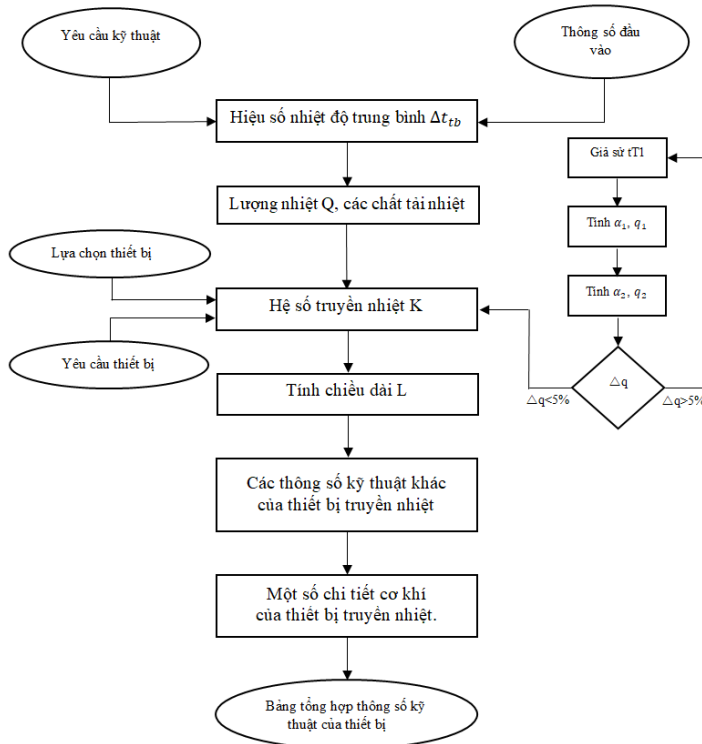 Yêu cầu kỹ thuật
Thông số đầu
vào
Hiệu số nhiệt độ trung bình Δt_tb
Giả sử tT1
Lượng nhiệt Q, các chất tải nhiệt
Tính α₁, q₁
Lựa chọn thiết bị
Hệ số truyền nhiệt K
Tính α₂, q₂
Yêu cầu thiết bị
△q
△q<5%
△q>5%
Tính chiều dài L
Các thông số kỹ thuật khác
của thiết bị truyền nhiệt
Một số chi tiết cơ khí
của thiết bị truyền nhiệt.
Bảng tổng hợp thông số kỹ
thuật của thiết bị